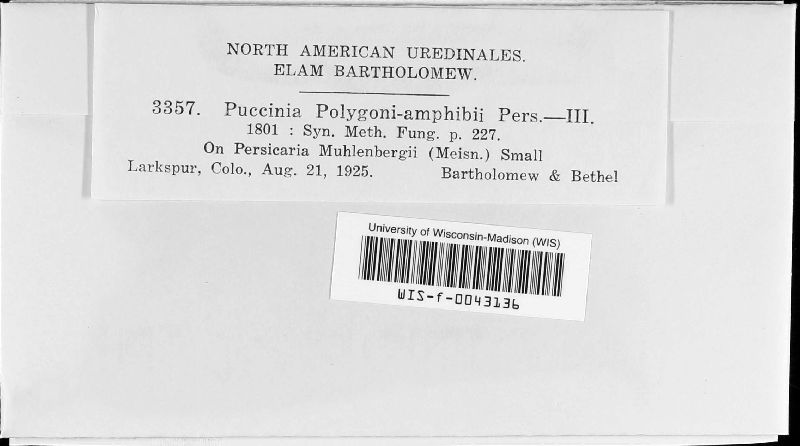 NORTH AMERICAN UREDINALES.
ELAM BARTHOLOMEW.
3357. Puccinia Polygoni-amphibii Pers.—III.
1801 : Syn. Meth. Fung. p. 227.
On Persicaria Muhlenbergii (Meisn.) Small
Larkspur, Colo., Aug. 21, 1925. Bartholomew & Bethel
University of Wisconsin-Madison (WIS)
WIS-f-0043136